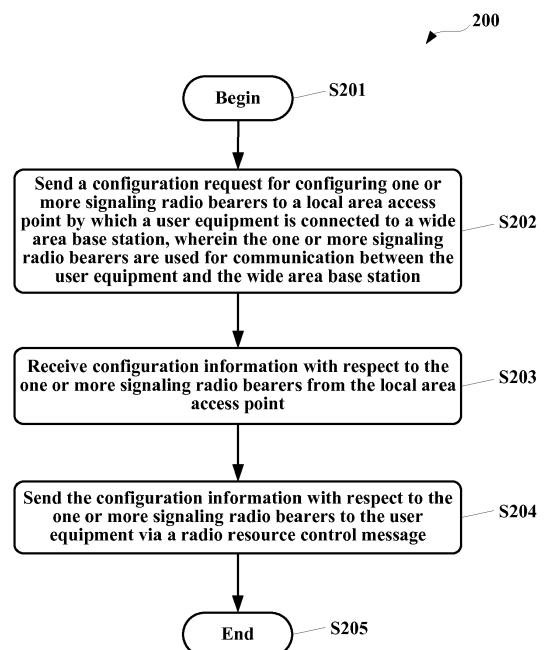 200
Begin
S201
Send a configuration request for configuring one or
more signaling radio bearers to a local area access
point by which a user equipment is connected to a wide
area base station, wherein the one or more signaling
radio bearers are used for communication between the
user equipment and the wide area base station
S202
Receive configuration information with respect to the
one or more signaling radio bearers from the local area
access point
S203
Send the configuration information with respect to the
one or more signaling radio bearers to the user
equipment via a radio resource control message
S204
End
S205